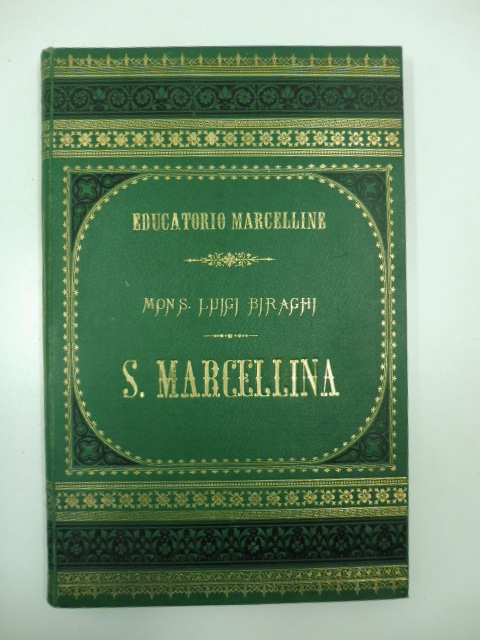 EDUCATORIO MARCELLINE
MONS. LUIGI BIRAGHI
S. MARCELLINA